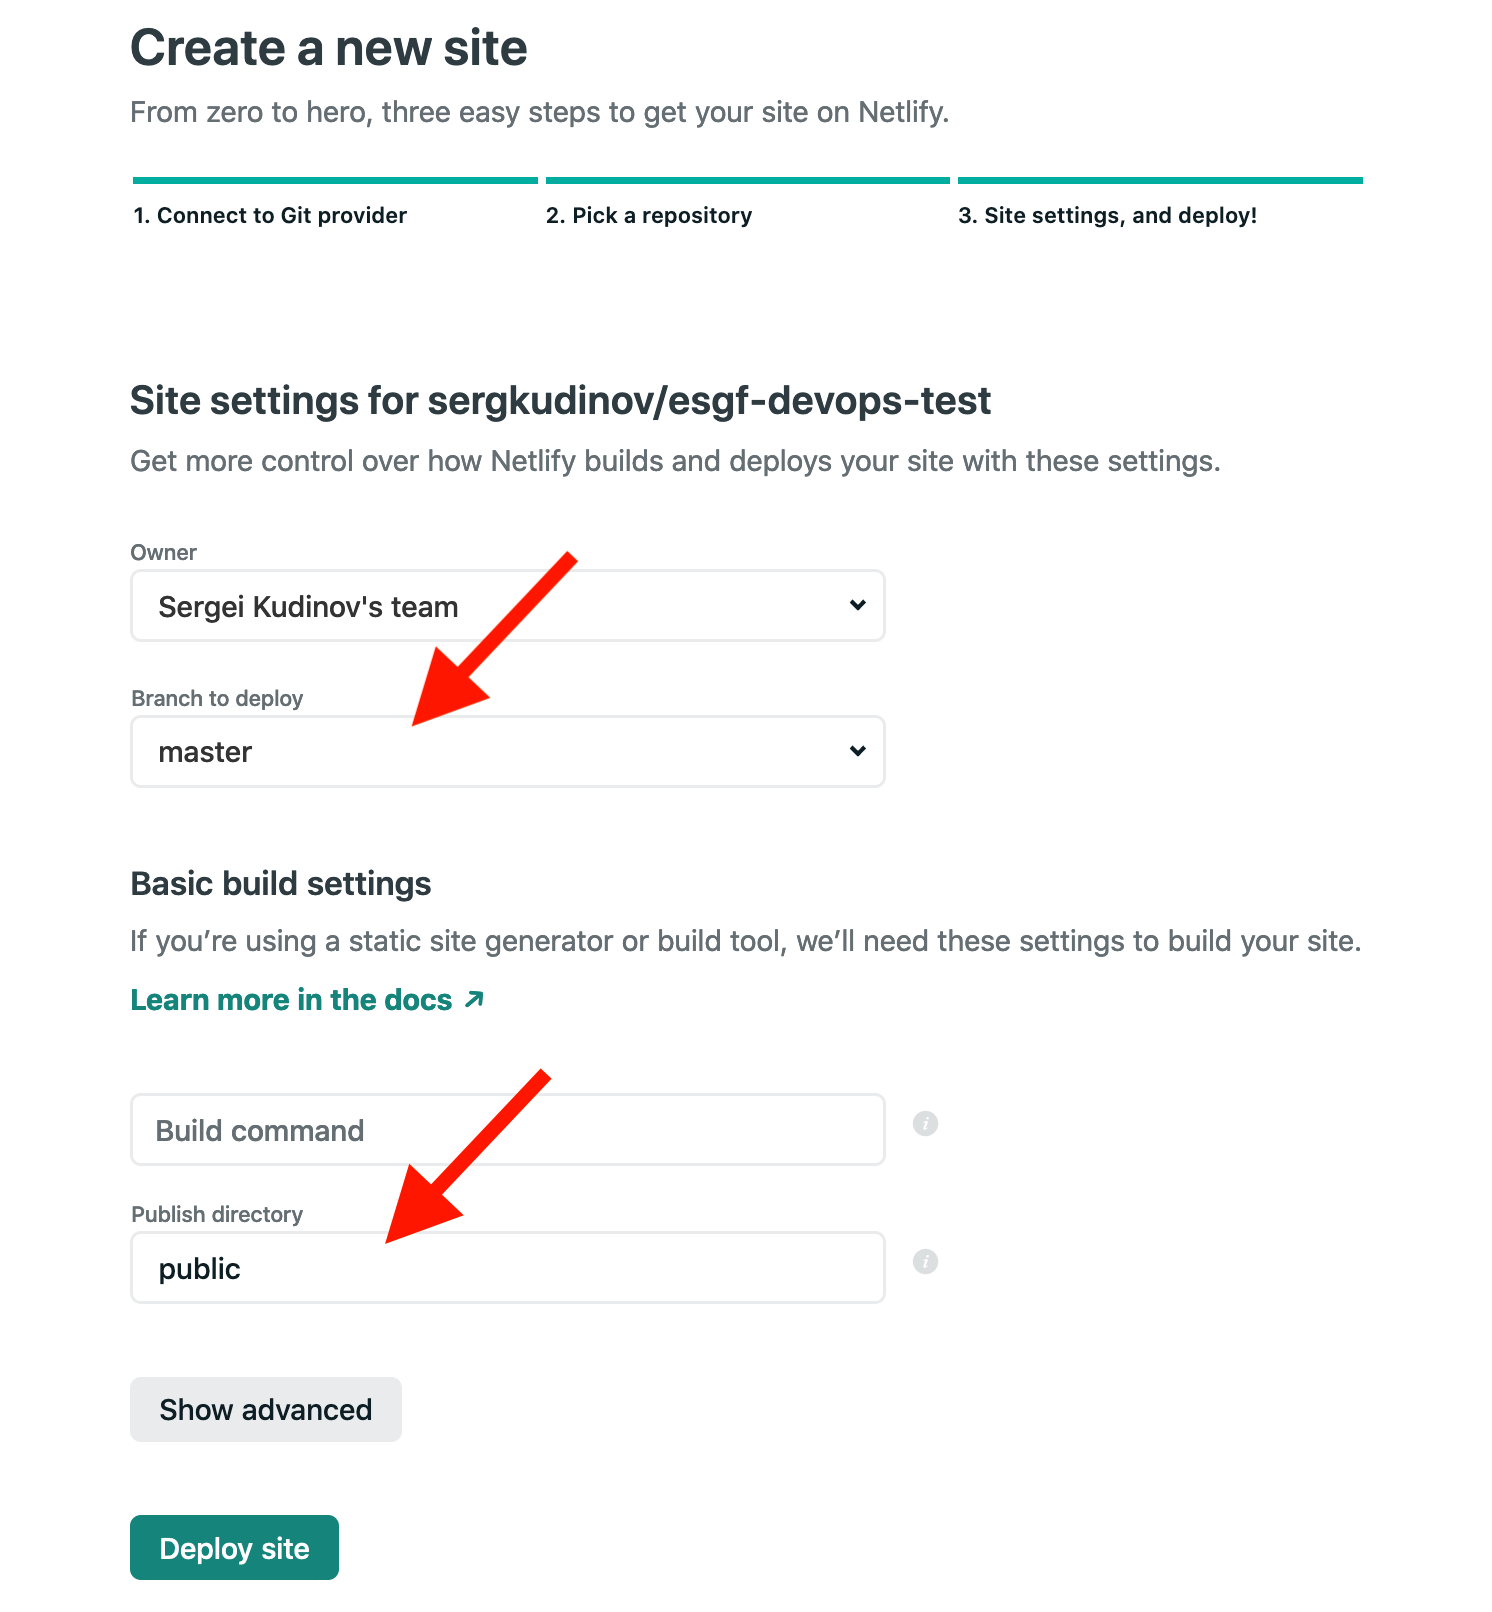 Create a new site
From zero to hero, three easy steps to get your site on Netlify.
1. Connect to Git provider
2. Pick a repository
3. Site settings, and deploy!
Site settings for sergkudinov/esgf-devops-test
Get more control over how Netlify builds and deploys your site with these settings.
Owner
Sergei Kudinov's team
Branch to deploy
master
Basic build settings
If you’re using a static site generator or build tool, we’ll need these settings to build your site.
Learn more in the docs
Build command
i
Publish directory
public
i
Show advanced
Deploy site